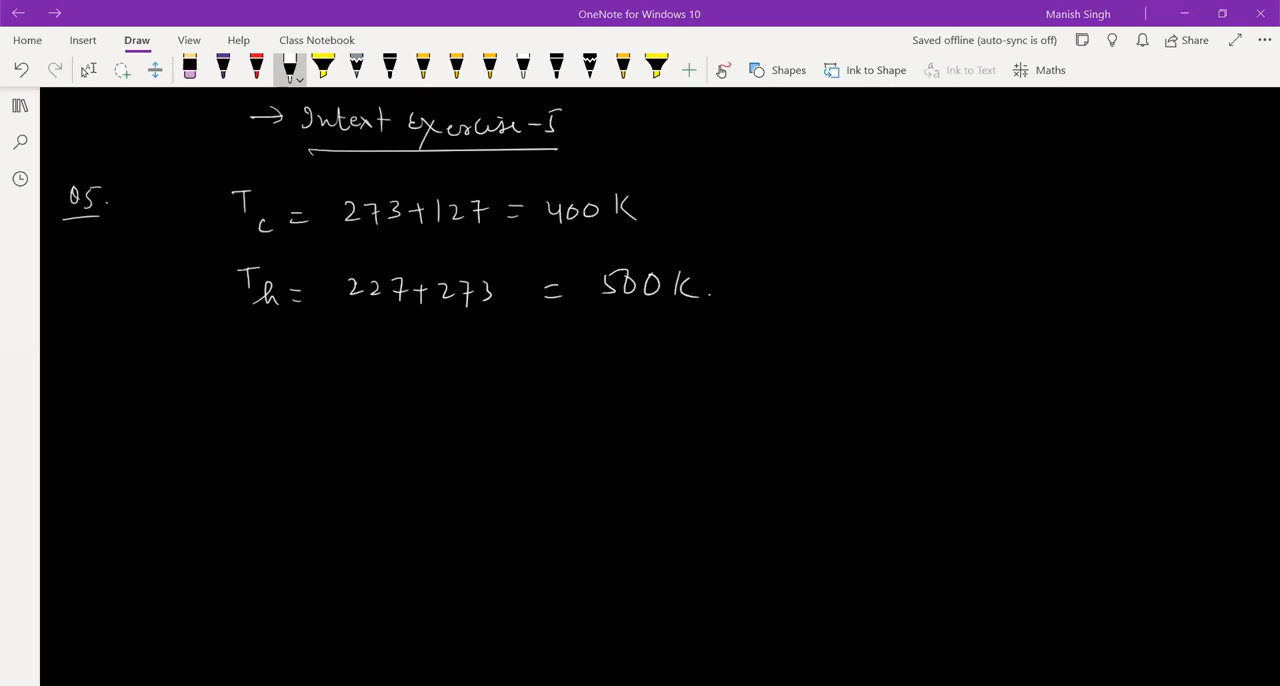 OneNote for Windows 10
Manish Singh
Home Insert Draw View Help Class Notebook
Saved offline (auto-sync is off) Share
Shapes Ink to Shape Ink to Text Maths
→ Intext exercise-I
Q5. Tc = 273+127 = 400 K
Th = 227+273 = 500 K.